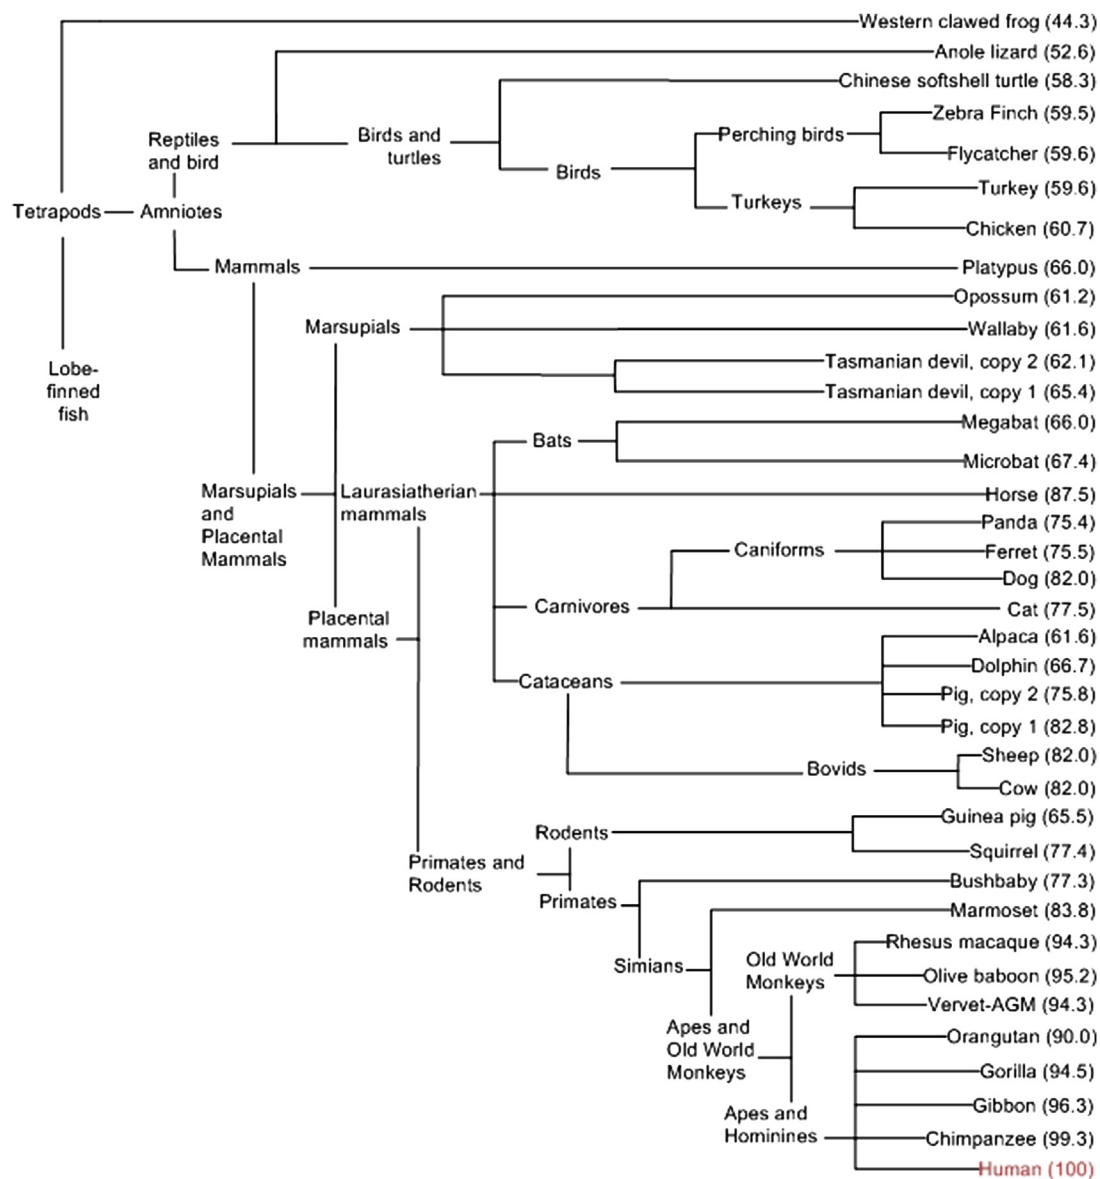 Western clawed frog (44.3)
Anole lizard (52.6)
Chinese softshell turtle (58.3)
Zebra Finch (59.5)
Reptiles
and bird
Birds and
turtles
Perching birds
Flycatcher (59.6)
Birds
Turkey (59.6)
Turkeys
Tetrapods
Amniotes
Chicken (60.7)
Mammals
Platypus (66.0)
Opossum (61.2)
Marsupials
Wallaby (61.6)
Lobe-
finned
fish
Tasmanian devil, copy 2 (62.1)
Tasmanian devil, copy 1 (65.4)
Megabat (66.0)
Bats
Microbat (67.4)
Marsupials
and
Placental
Mammals
Laurasiatherian
mammals
Horse (87.5)
Panda (75.4)
Caniforms
Ferret (75.5)
Dog (82.0)
Carnivores
Cat (77.5)
Placental
mammals
Alpaca (61.6)
Dolphin (66.7)
Cataceans
Pig, copy 2 (75.8)
Pig, copy 1 (82.8)
Sheep (82.0)
Bovids
Cow (82.0)
Guinea pig (65.5)
Rodents
Squirrel (77.4)
Primates and
Rodents
Bushbaby (77.3)
Primates
Marmoset (83.8)
Rhesus macaque (94.3)
Simians
Old World
Monkeys
Olive baboon (95.2)
Vervet-AGM (94.3)
Apes and
Old World
Monkeys
Orangutan (90.0)
Gorilla (94.5)
Gibbon (96.3)
Apes and
Hominines
Chimpanzee (99.3)
Human (100)